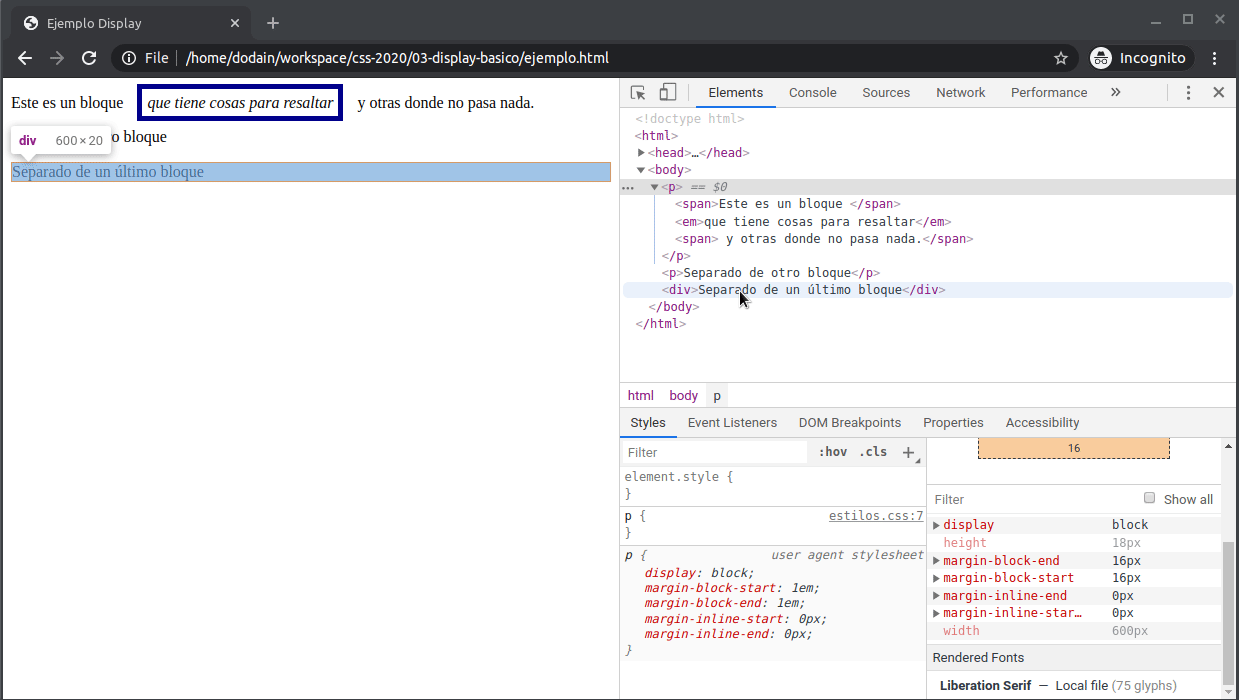 Ejemplo Display
File /home/dodain/workspace/css-2020/03-display-basico/ejemplo.html Incognito
Este es un bloque que tiene cosas para resaltar y otras donde no pasa nada.
div 600 × 20 o bloque
Separado de un último bloque
Elements Console Sources Network Performance »
<!doctype html>
<html>
▶<head>…</head>
▼<body>
… ▼<p> == $0
<span>Este es un bloque </span>
<em>que tiene cosas para resaltar</em>
<span> y otras donde no pasa nada.</span>
</p>
<p>Separado de otro bloque</p>
<div>Separado de un último bloque</div>
</body>
</html>
html body p
Styles Event Listeners DOM Breakpoints Properties Accessibility
Filter :hov .cls +
element.style {
}
p { estilos.css:7
}
p { user agent stylesheet
display: block;
margin-block-start: 1em;
margin-block-end: 1em;
margin-inline-start: 0px;
margin-inline-end: 0px;
}
16
Filter Show all
▶display block
height 18px
▶margin-block-end 16px
▶margin-block-start 16px
▶margin-inline-end 0px
▶margin-inline-star… 0px
width 600px
Rendered Fonts
Liberation Serif — Local file (75 glyphs)